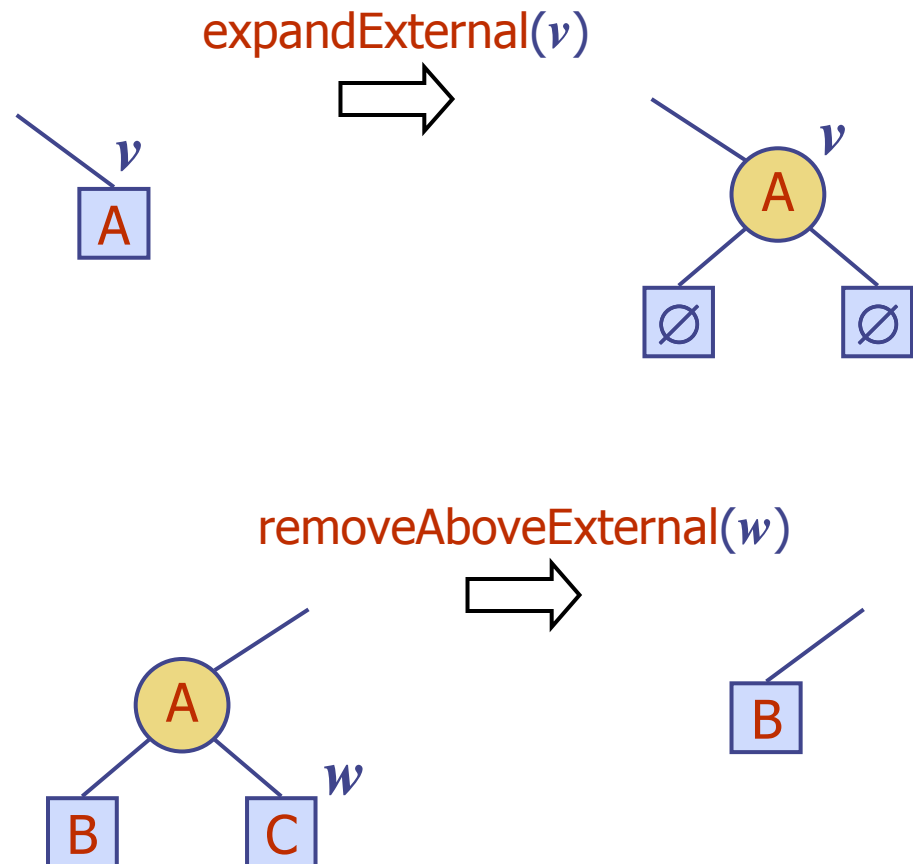 expandExternal(v)
v
A
v
A
∅ ∅
removeAboveExternal(w)
A
w
B C
B